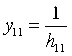 y₁₁ = 1/h₁₁